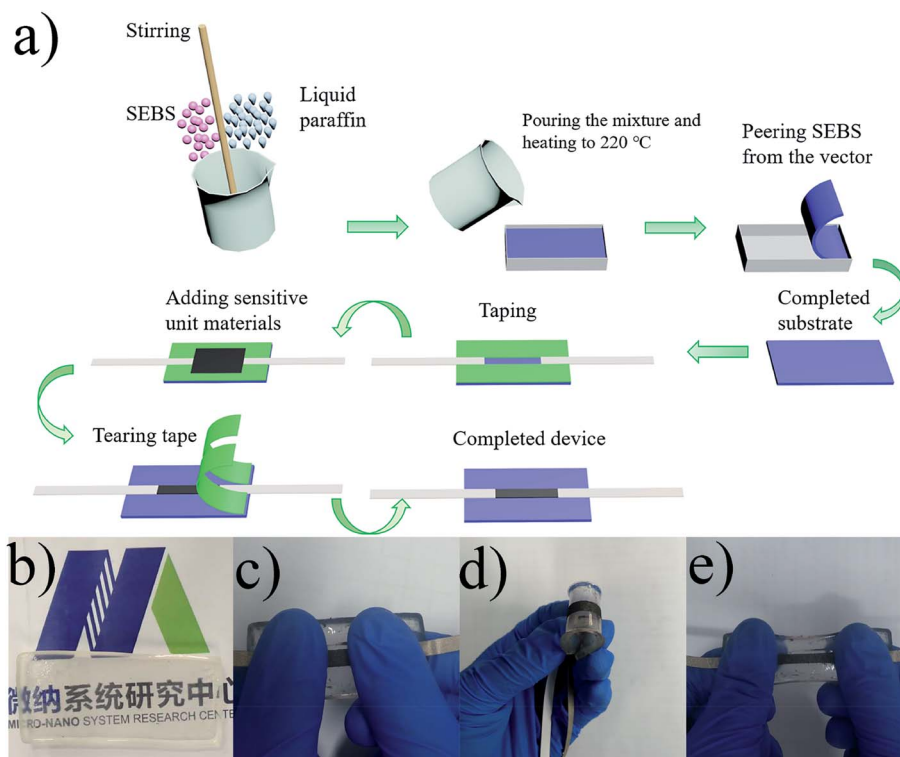 a)
Stirring
SEBS
Liquid
paraffin
Pouring the mixture and
heating to 220 ℃
Peering SEBS
from the vector
Adding sensitive
unit materials
Taping
Completed
substrate
Tearing tape
Completed device
b)
c)
d)
e)
微纳系统研究中心
MICRO-NANO SYSTEM RESEARCH CENTE